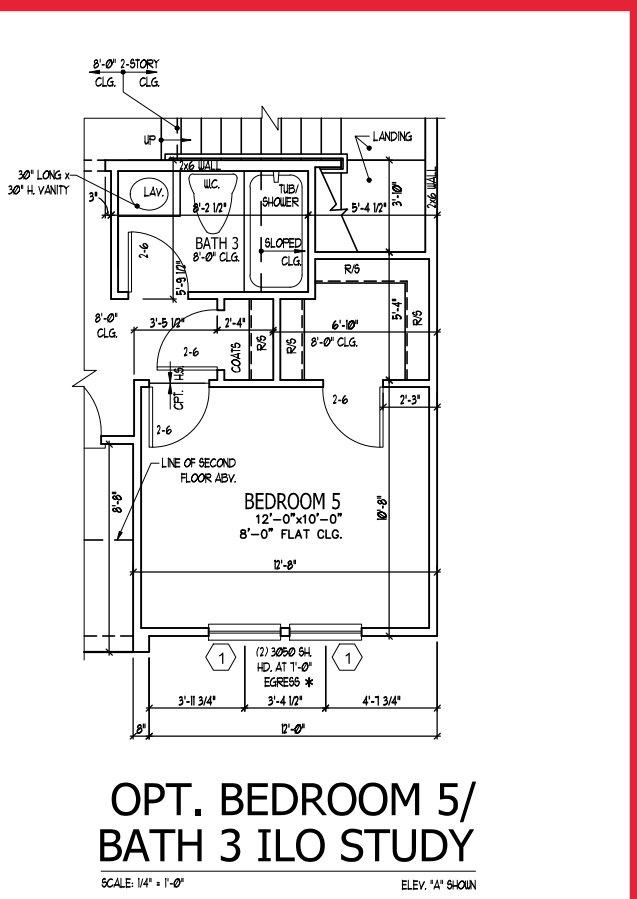 8'-0" 2-STORY
CLG. CLG.
UP
LANDING
2x6 WALL
30" LONG x
30" H. VANITY
LAV.
W.C.
TUB/
SHOWER
3"
8'-2 1/2"
5'-4 1/2"
3'-10"
2x6 WALL
BATH 3
8'-0" CLG.
SLOPED
CLG.
2-6
5'-9 1/2"
R/S
8'-0"
CLG.
3'-5 1/2"
2'-4"
6'-10"
8'-0" CLG.
5'-4"
R/S
2-6
COATS
R/S
R/S
CPT. H.S.
2-6
2-6
2'-3"
LINE OF SECOND
FLOOR ABV.
8'-8"
BEDROOM 5
12'-0"x10'-0"
8'-0" FLAT CLG.
10'-8"
12'-8"
1
(2) 3050 SH.
HD. AT 7'-0"
EGRESS *
1
3'-11 3/4"
3'-4 1/2"
4'-7 3/4"
8"
12'-0"
OPT. BEDROOM 5/
BATH 3 ILO STUDY
SCALE: 1/4" = 1'-0"
ELEV. "A" SHOWN